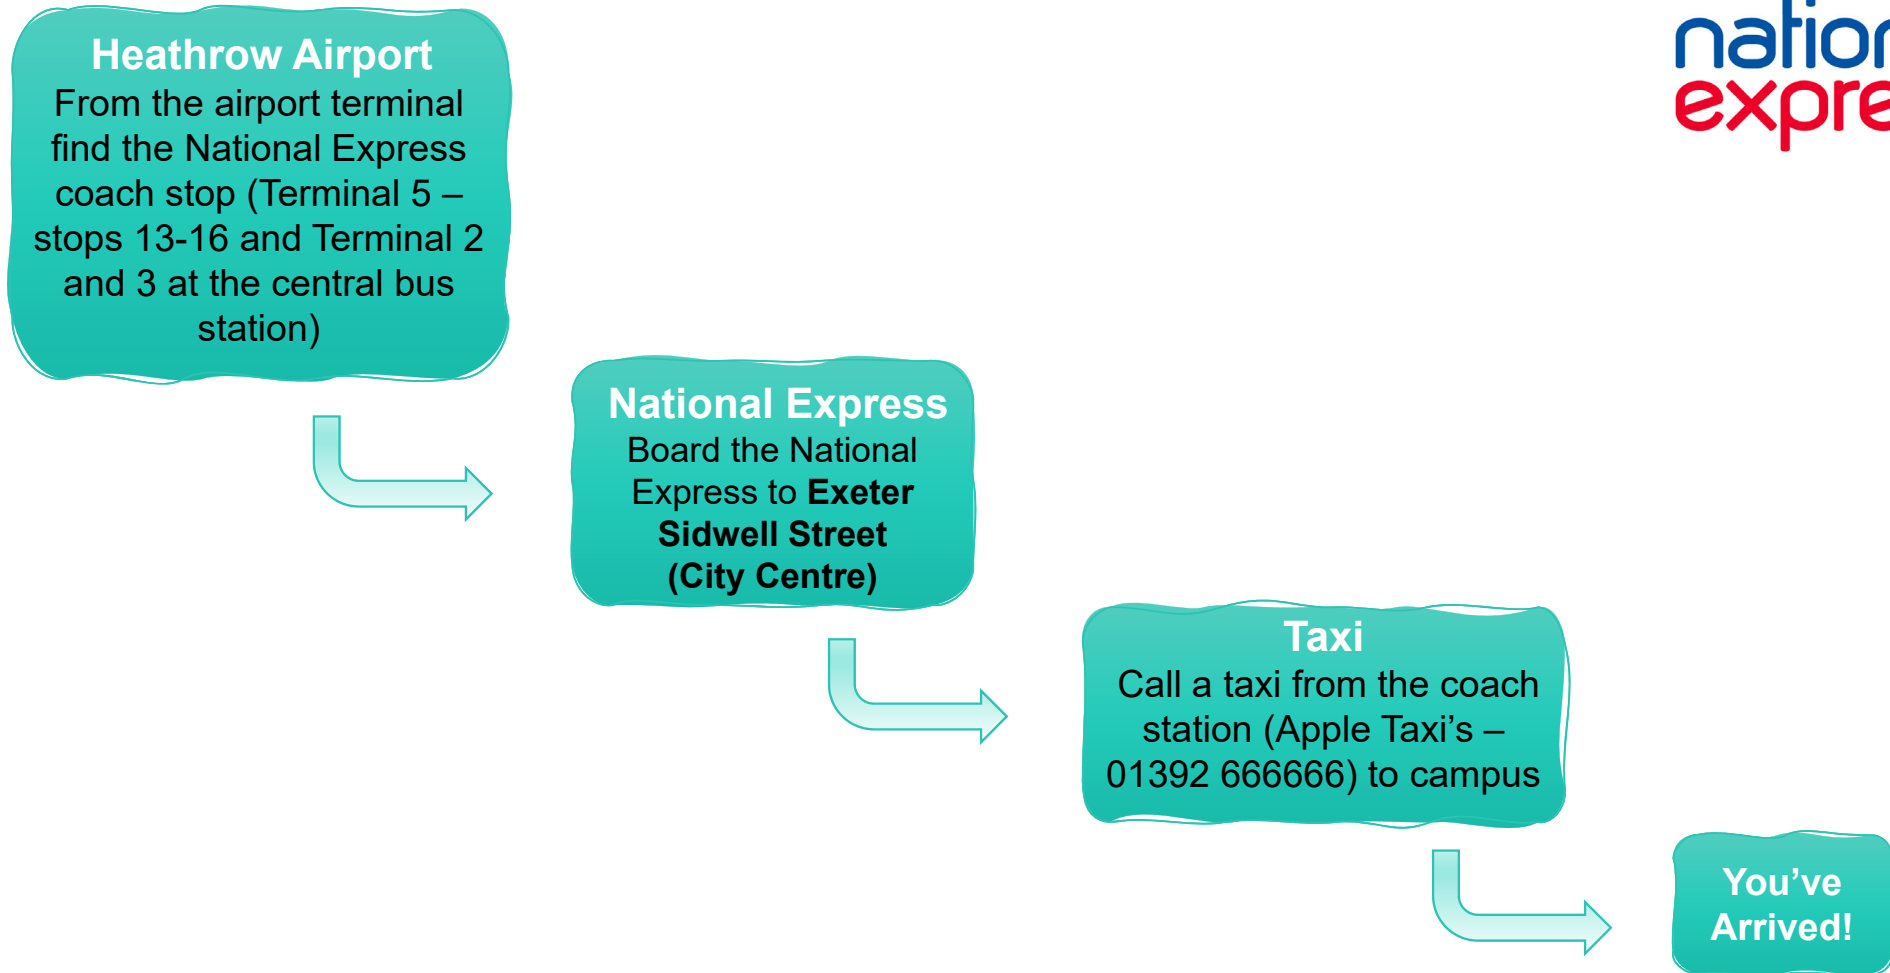 nation
expre
Heathrow Airport
From the airport terminal
find the National Express
coach stop (Terminal 5 –
stops 13-16 and Terminal 2
and 3 at the central bus
station)
National Express
Board the National
Express to Exeter
Sidwell Street
(City Centre)
Taxi
Call a taxi from the coach
station (Apple Taxi’s –
01392 666666) to campus
You’ve
Arrived!